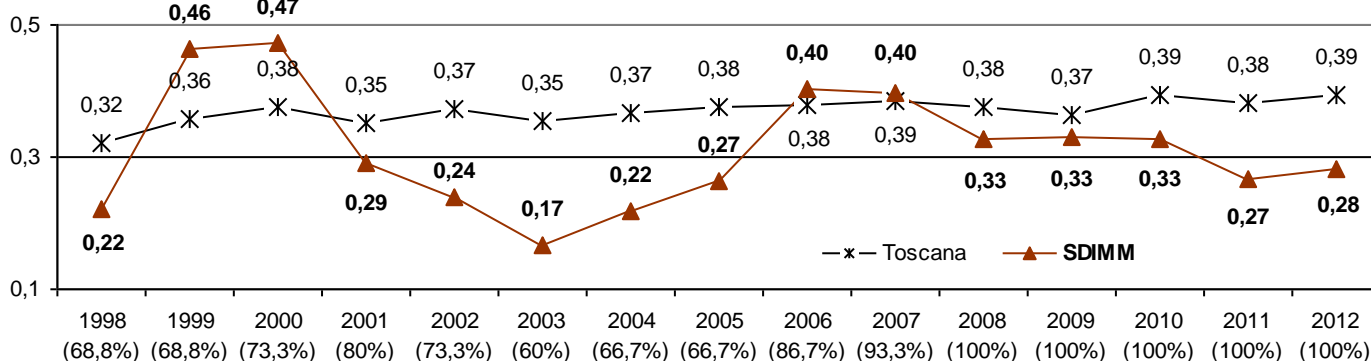 0,46 0,47
0,5
0,32 0,36 0,38 0,35 0,37 0,35 0,37 0,38 0,40 0,40 0,38 0,37 0,39 0,38 0,39
0,38 0,39
0,3
0,22 0,29 0,24 0,17 0,22 0,27 0,33 0,33 0,33 0,27 0,28
Toscana SDIMM
0,1
1998 1999 2000 2001 2002 2003 2004 2005 2006 2007 2008 2009 2010 2011 2012
(68,8%) (68,8%) (73,3%) (80%) (73,3%) (60%) (66,7%) (66,7%) (86,7%) (93,3%) (100%) (100%) (100%) (100%) (100%)